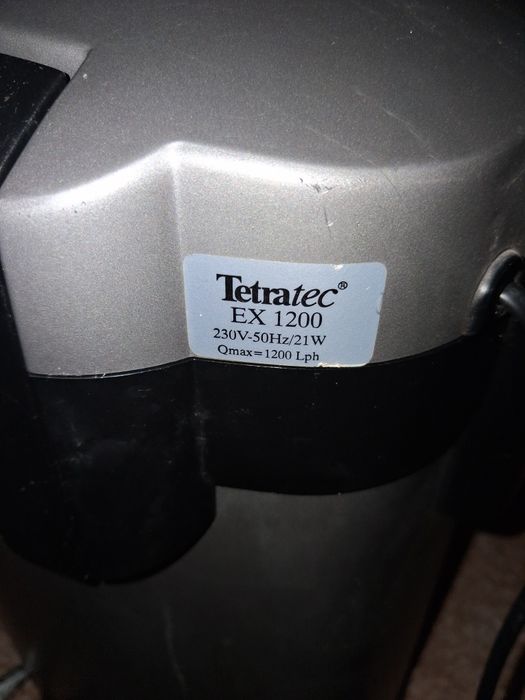 Tetratec®
EX 1200
230V-50Hz/21W
Qmax=1200 Lph